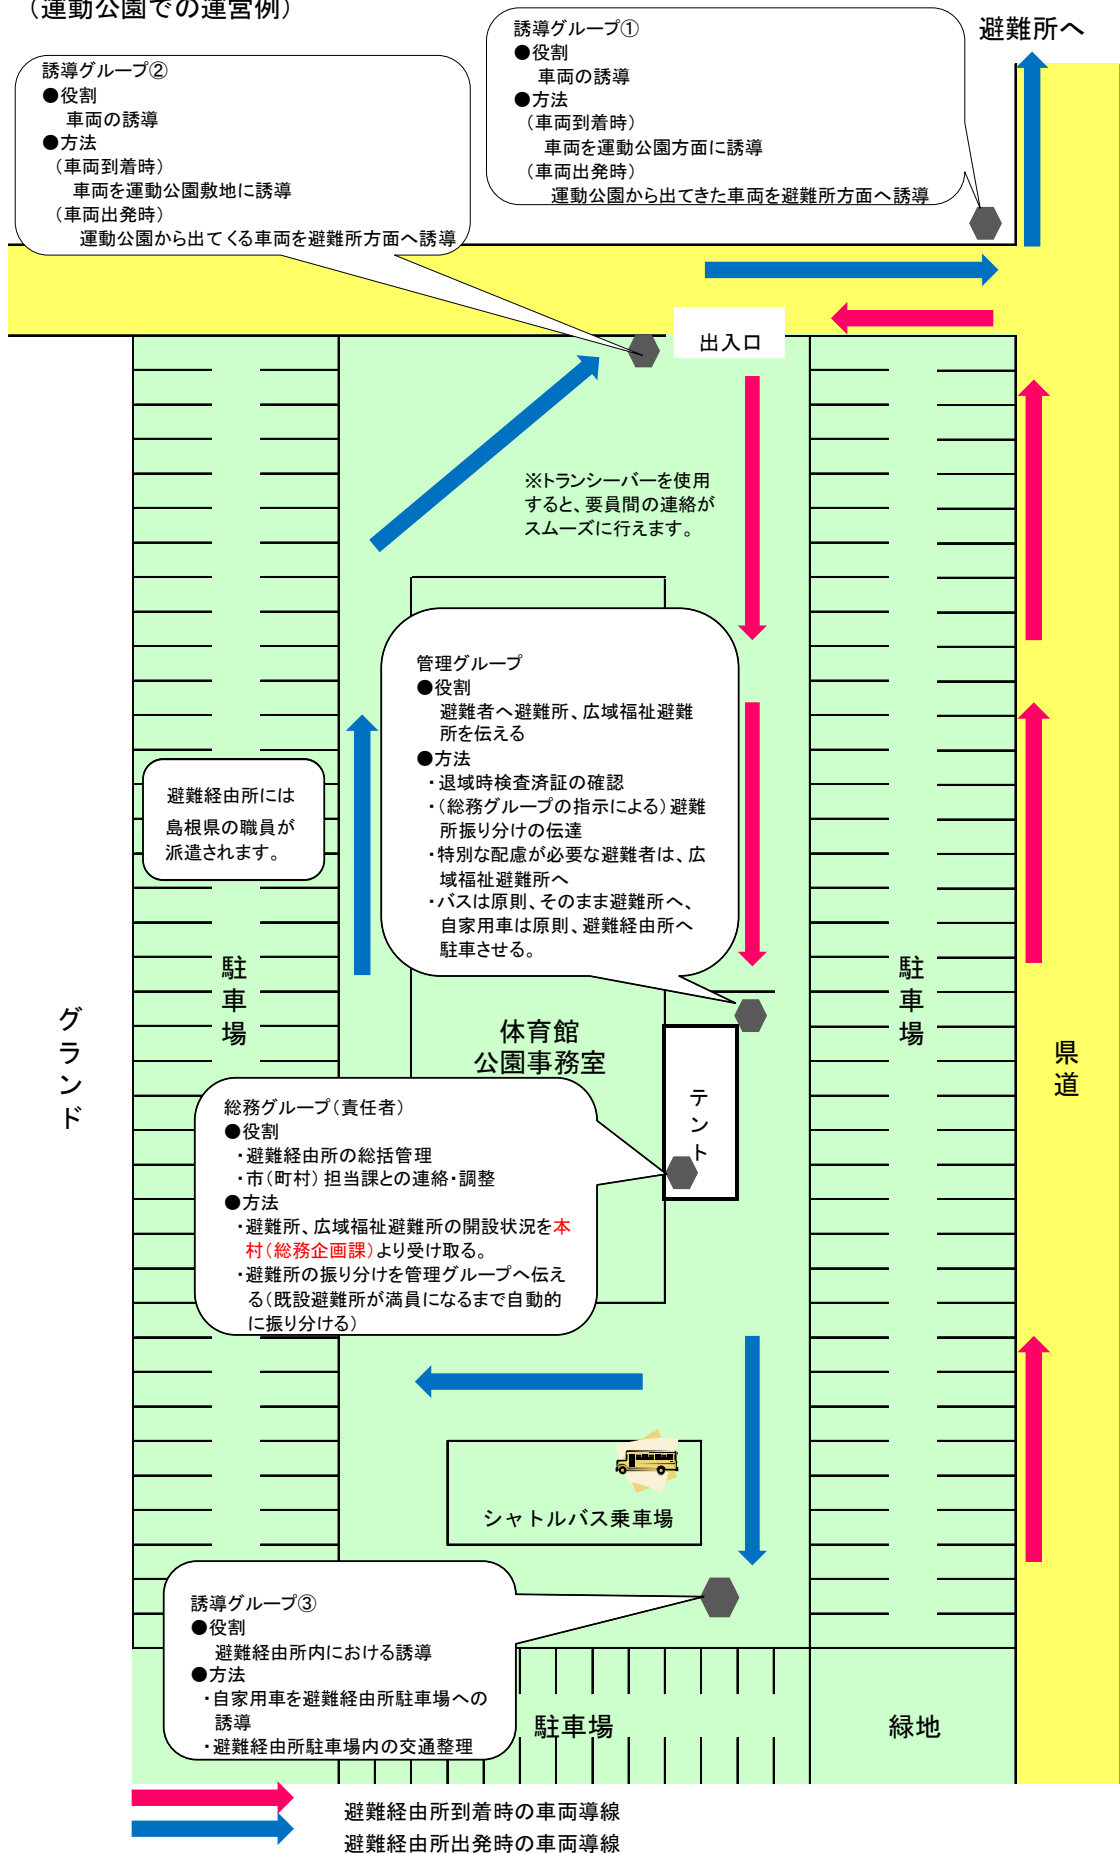 （運動公園での運営例）
誘導グループ①
●役割
車両の誘導
●方法
（車両到着時）
車両を運動公園方面に誘導
（車両出発時）
運動公園から出てきた車両を避難所方面へ誘導
避難所へ
誘導グループ②
●役割
車両の誘導
●方法
（車両到着時）
車両を運動公園敷地に誘導
（車両出発時）
運動公園から出てくる車両を避難所方面へ誘導
出入口
※トランシーバーを使用
すると、要員間の連絡が
スムーズに行えます。
管理グループ
●役割
避難者へ避難所、広域福祉避難
所を伝える
●方法
・退域時検査済証の確認
・（総務グループの指示による）避難
所振り分けの伝達
・特別な配慮が必要な避難者は、広
域福祉避難所へ
・バスは原則、そのまま避難所へ、
自家用車は原則、避難経由所へ
駐車させる。
避難経由所には
島根県の職員が
派遣されます。
駐車場
駐車場
グランド
体育館
公園事務室
県道
テント
総務グループ（責任者）
●役割
・避難経由所の総括管理
・市（町村）担当課との連絡・調整
●方法
・避難所、広域福祉避難所の開設状況を本
村（総務企画課）より受け取る。
・避難所の振り分けを管理グループへ伝え
る（既設避難所が満員になるまで自動的
に振り分ける）
シャトルバス乗車場
誘導グループ③
●役割
避難経由所内における誘導
●方法
・自家用車を避難経由所駐車場への
誘導
・避難経由所駐車場内の交通整理
駐車場
緑地
避難経由所到着時の車両導線
避難経由所出発時の車両導線